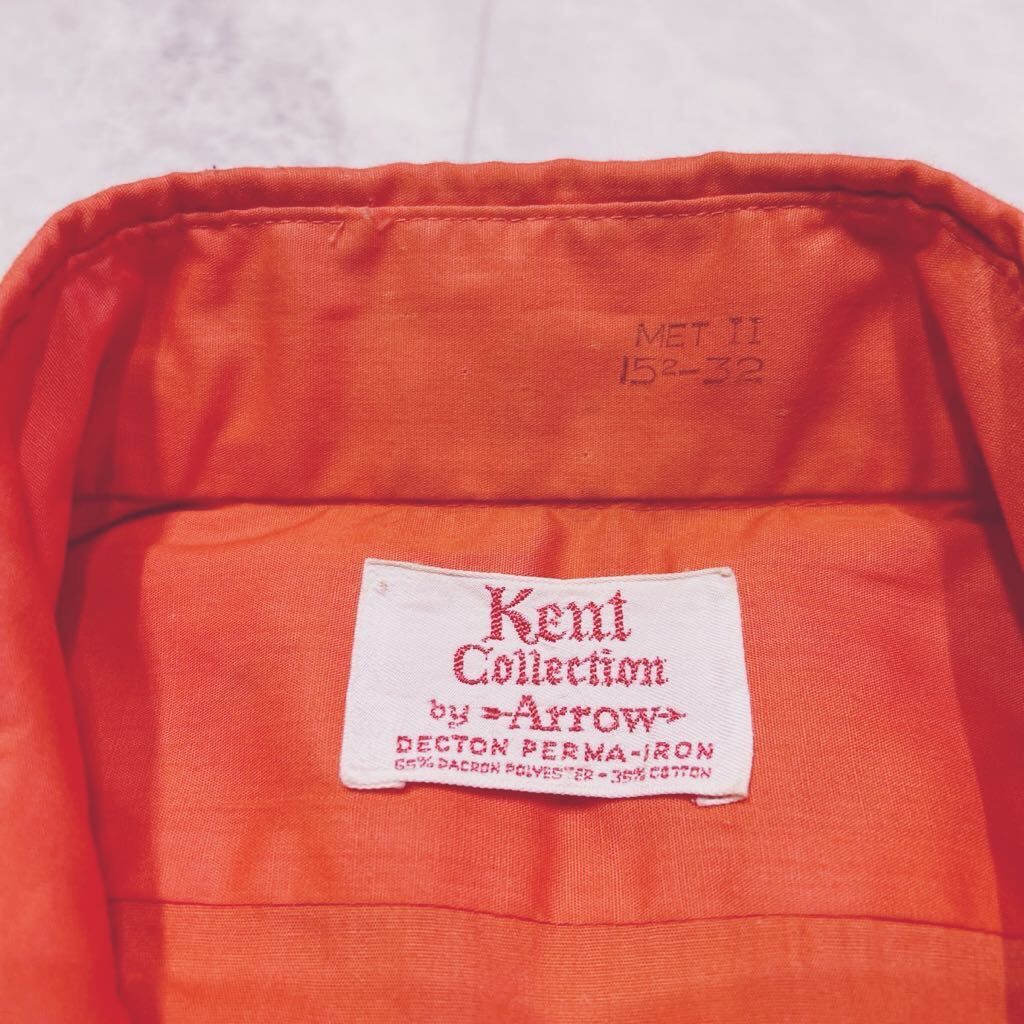 MET II
15²-32
Kent
Collection
by Arrow
DECTON PERMA-IRON
65% DACRON POLYESTER - 35% COTTON